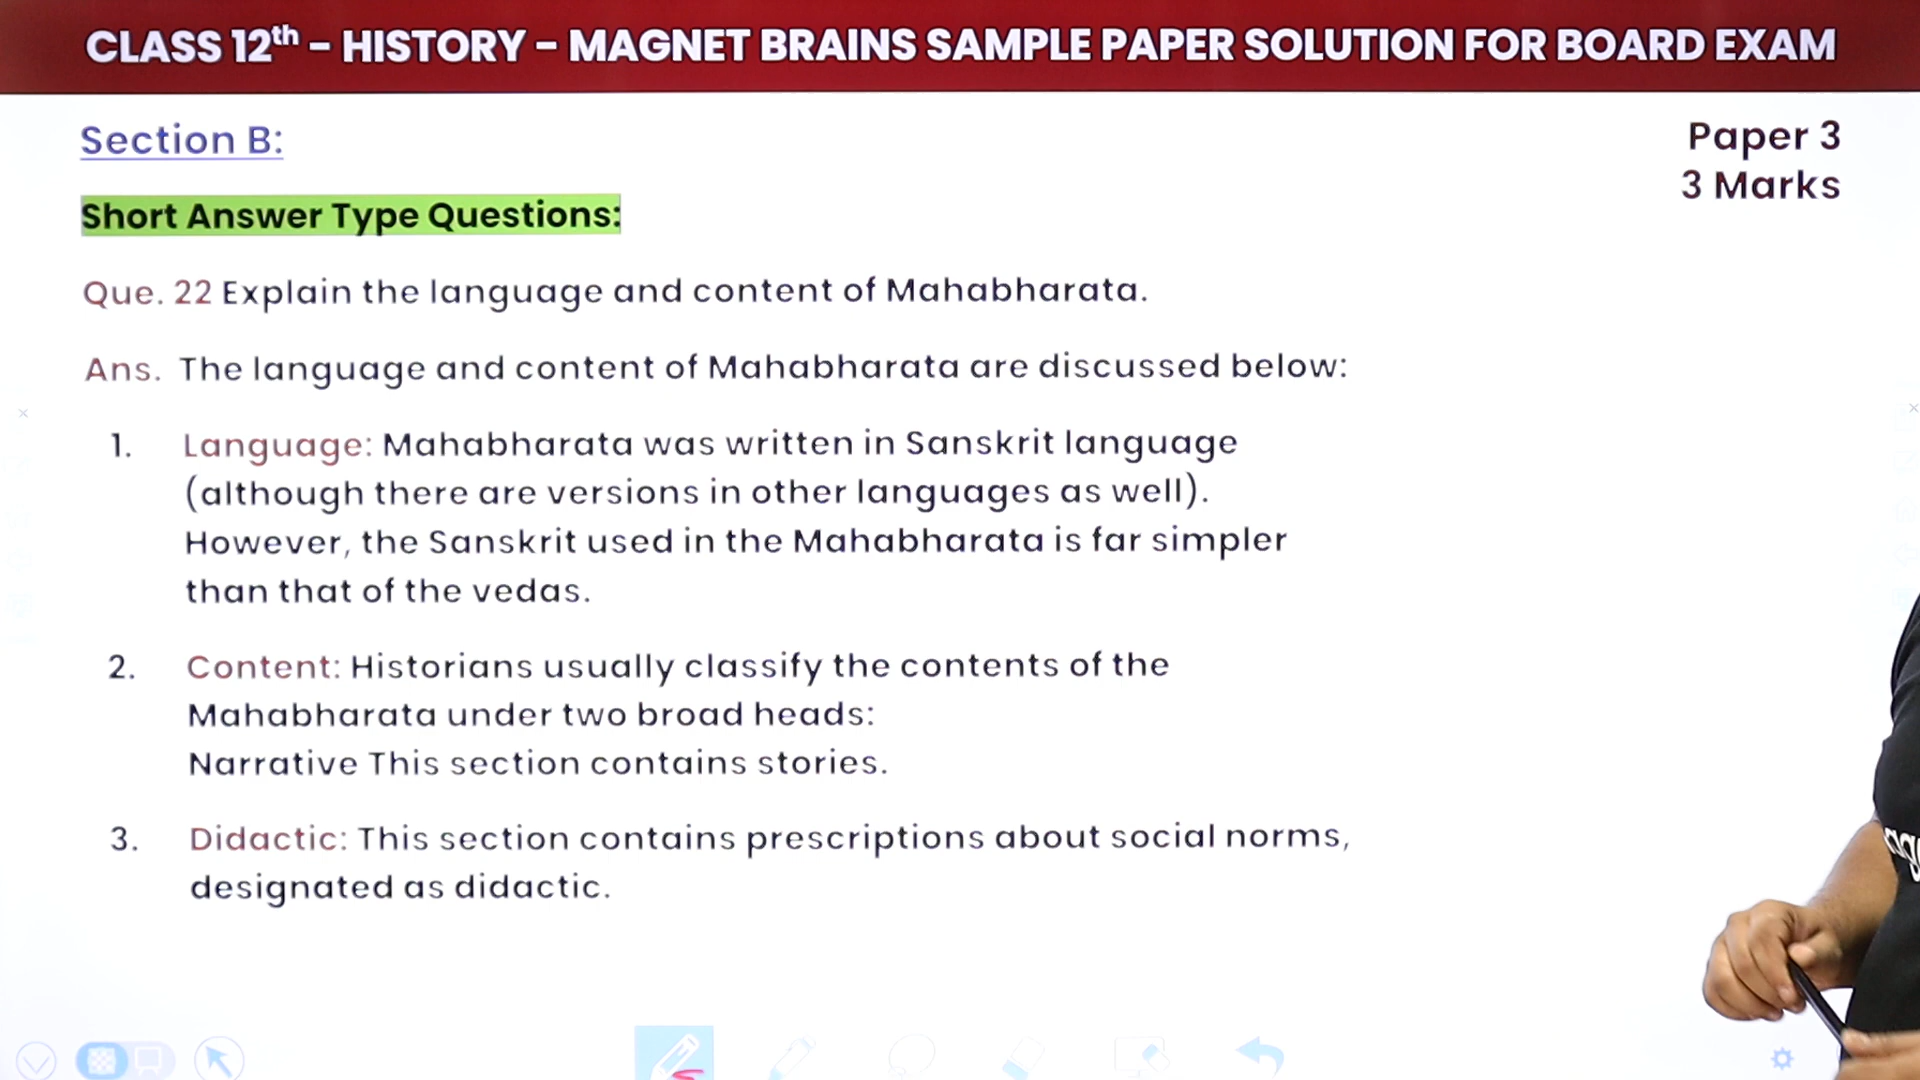 CLASS 12th - HISTORY - MAGNET BRAINS SAMPLE PAPER SOLUTION FOR BOARD EXAM
Section B:
Paper 3
3 Marks
Short Answer Type Questions:
Que. 22 Explain the language and content of Mahabharata.
Ans. The language and content of Mahabharata are discussed below:
1. Language: Mahabharata was written in Sanskrit language
(although there are versions in other languages as well).
However, the Sanskrit used in the Mahabharata is far simpler
than that of the vedas.
2. Content: Historians usually classify the contents of the
Mahabharata under two broad heads:
Narrative This section contains stories.
3. Didactic: This section contains prescriptions about social norms,
designated as didactic.